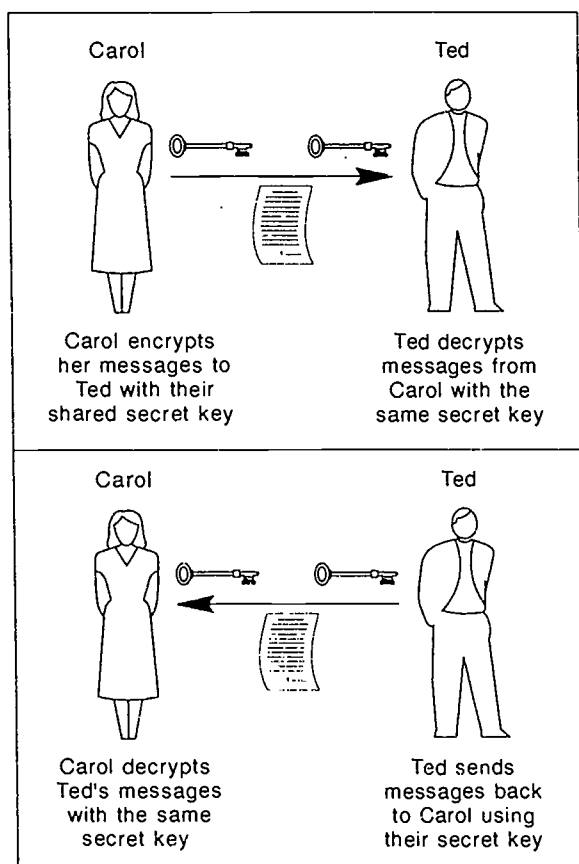 Carol
Ted
Carol encrypts
her messages to
Ted with their
shared secret key
Ted decrypts
messages from
Carol with the
same secret key
Carol
Ted
Carol decrypts
Ted's messages
with the same
secret key
Ted sends
messages back
to Carol using
their secret key